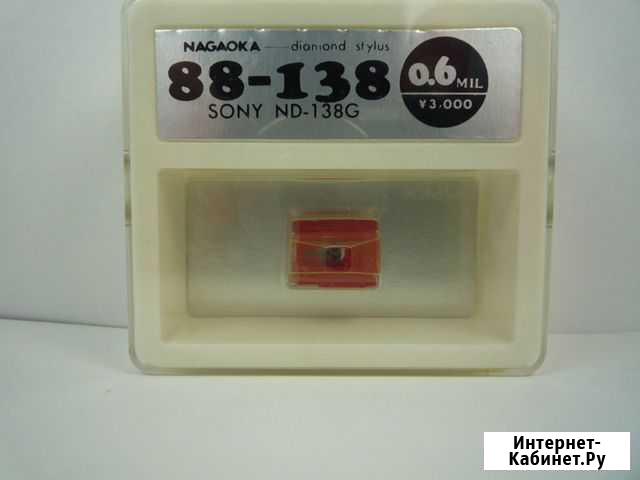 NAGAOKA diamond stylus
88-138
SONY ND-138G
0.6 MIL
¥3.000
Интернет-
Кабинет.Ру